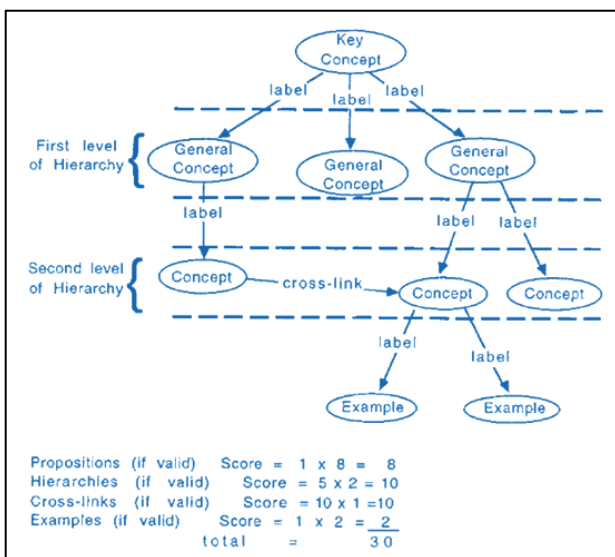 Key
Concept
label
label
label
First level
of Hierarchy
General
Concept
General
Concept
General
Concept
label
label
label
Second level
of Hierarchy
Concept
cross-link
Concept
Concept
label
label
Example
Example
Propositions (if valid) Score = 1 x 8 = 8
Hierarchies (if valid) Score = 5 x 2 = 10
Cross-links (if valid) Score = 10 x 1 =10
Examples (if valid) Score = 1 x 2 = 2
total = 30